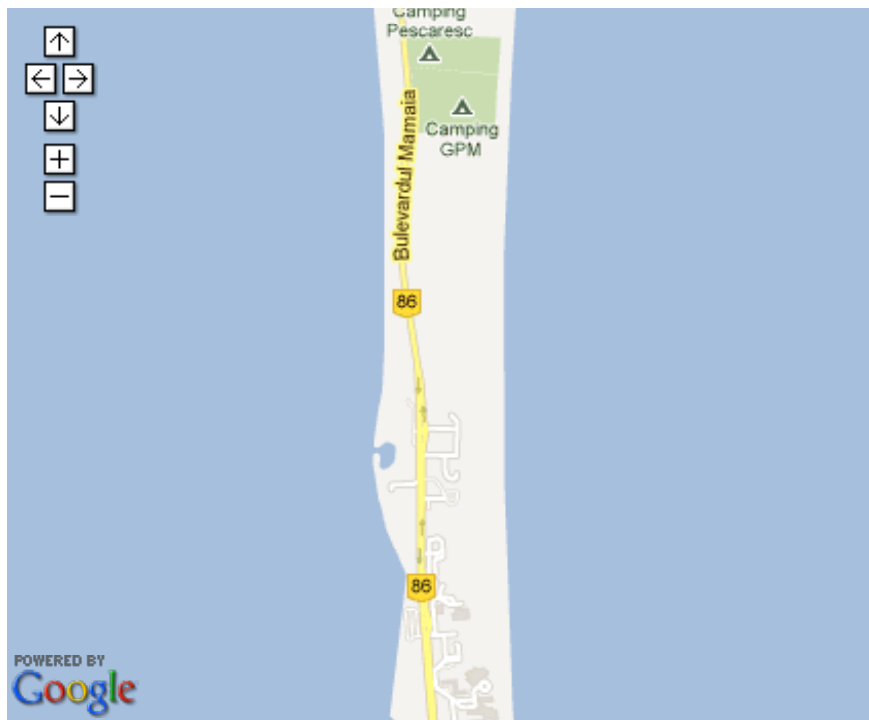 Camping
Pescaresc
Camping
GPM
Bulevardul Mamaia
86
86
POWERED BY
Google